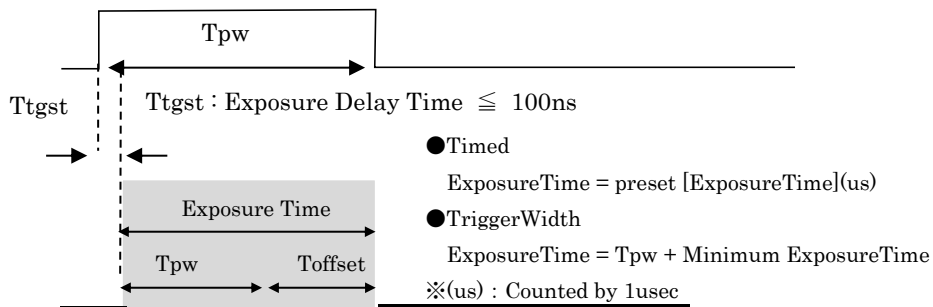 Tpw
Ttgst
Ttgst : Exposure Delay Time ≦ 100ns
●Timed
ExposureTime = preset [ExposureTime](us)
Exposure Time
●TriggerWidth
ExposureTime = Tpw + Minimum ExposureTime
Tpw
Toffset
※(us) : Counted by 1usec